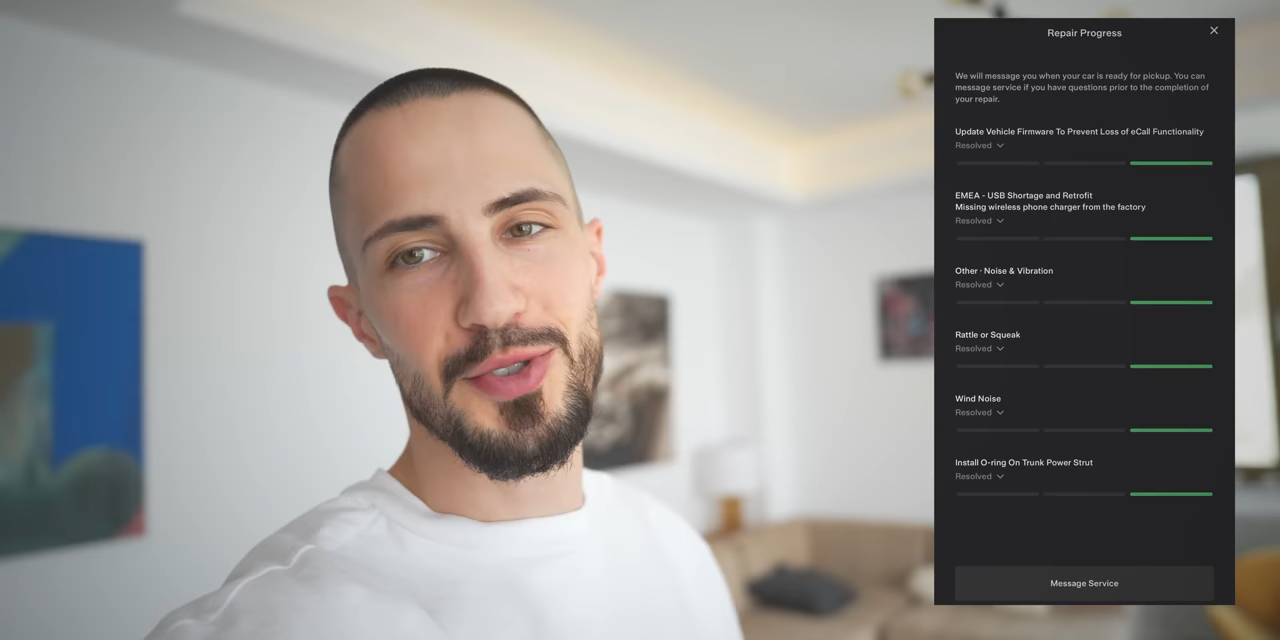 Repair Progress
We will message you when your car is ready for pickup. You can
message service if you have questions prior to the completion of
your repair.
Update Vehicle Firmware To Prevent Loss of eCall Functionality
Resolved
EMEA - USB Shortage and Retrofit
Missing wireless phone charger from the factory
Resolved
Other · Noise & Vibration
Resolved
Rattle or Squeak
Resolved
Wind Noise
Resolved
Install O-ring On Trunk Power Strut
Resolved
Message Service